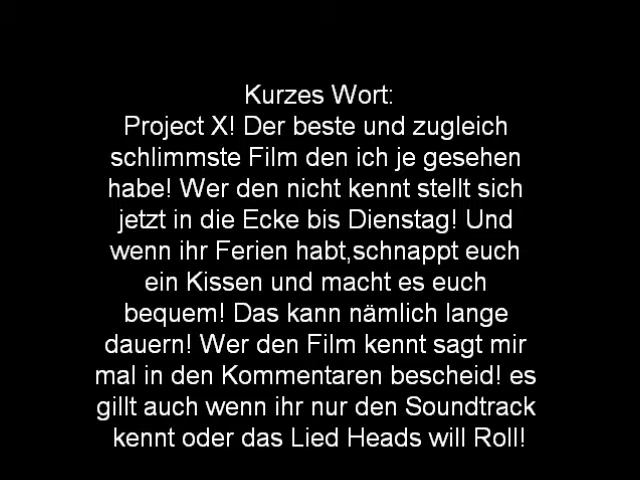 Kurzes Wort:
Project X! Der beste und zugleich
schlimmste Film den ich je gesehen
habe! Wer den nicht kennt stellt sich
jetzt in die Ecke bis Dienstag! Und
wenn ihr Ferien habt,schnappt euch
ein Kissen und macht es euch
bequem! Das kann nämlich lange
dauern! Wer den Film kennt sagt mir
mal in den Kommentaren bescheid! es
gillt auch wenn ihr nur den Soundtrack
kennt oder das Lied Heads will Roll!